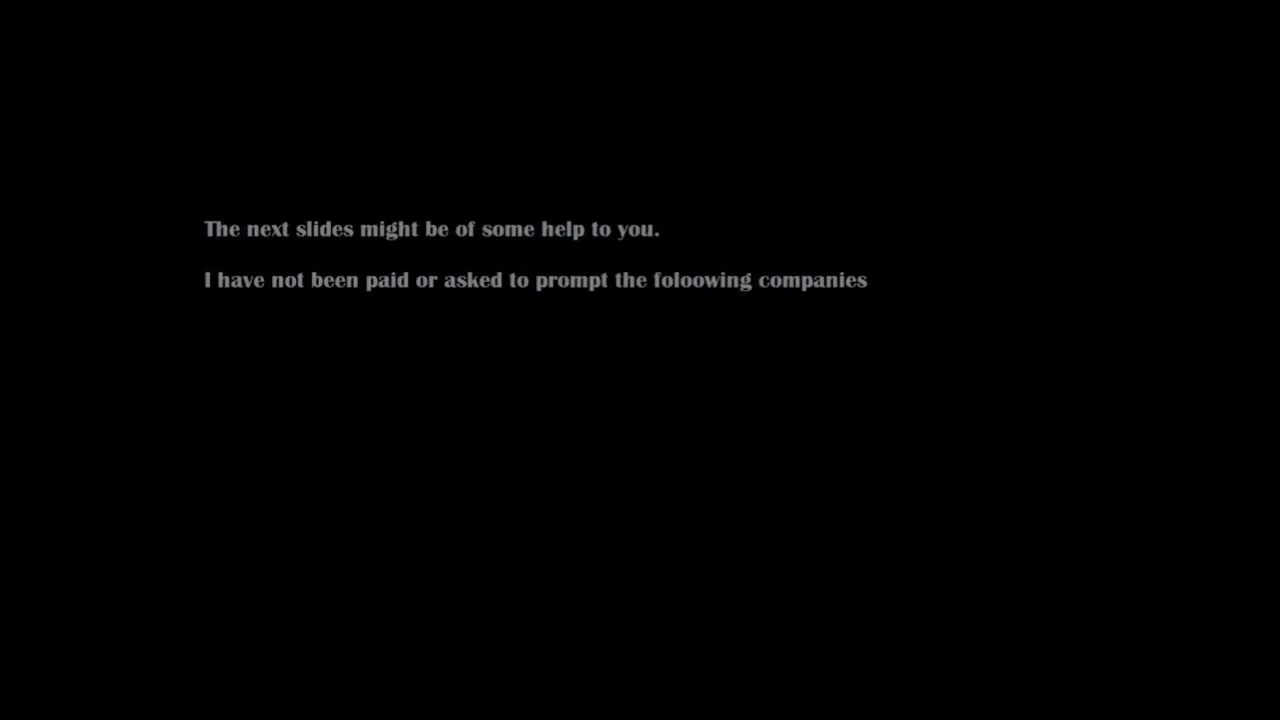 The next slides might be of some help to you.
I have not been paid or asked to prompt the foloowing companies